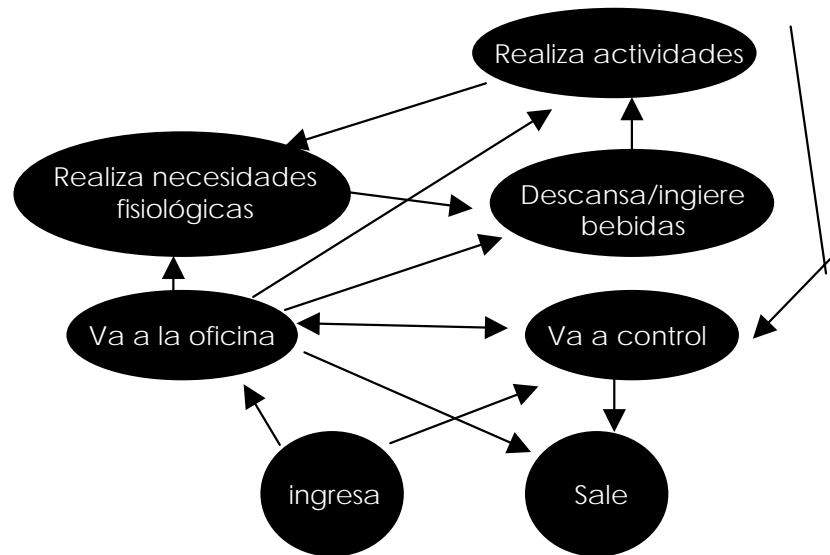 Realiza actividades
Realiza necesidades
fisiológicas
Descansa/ingiere
bebidas
Va a la oficina
Va a control
ingresa
Sale